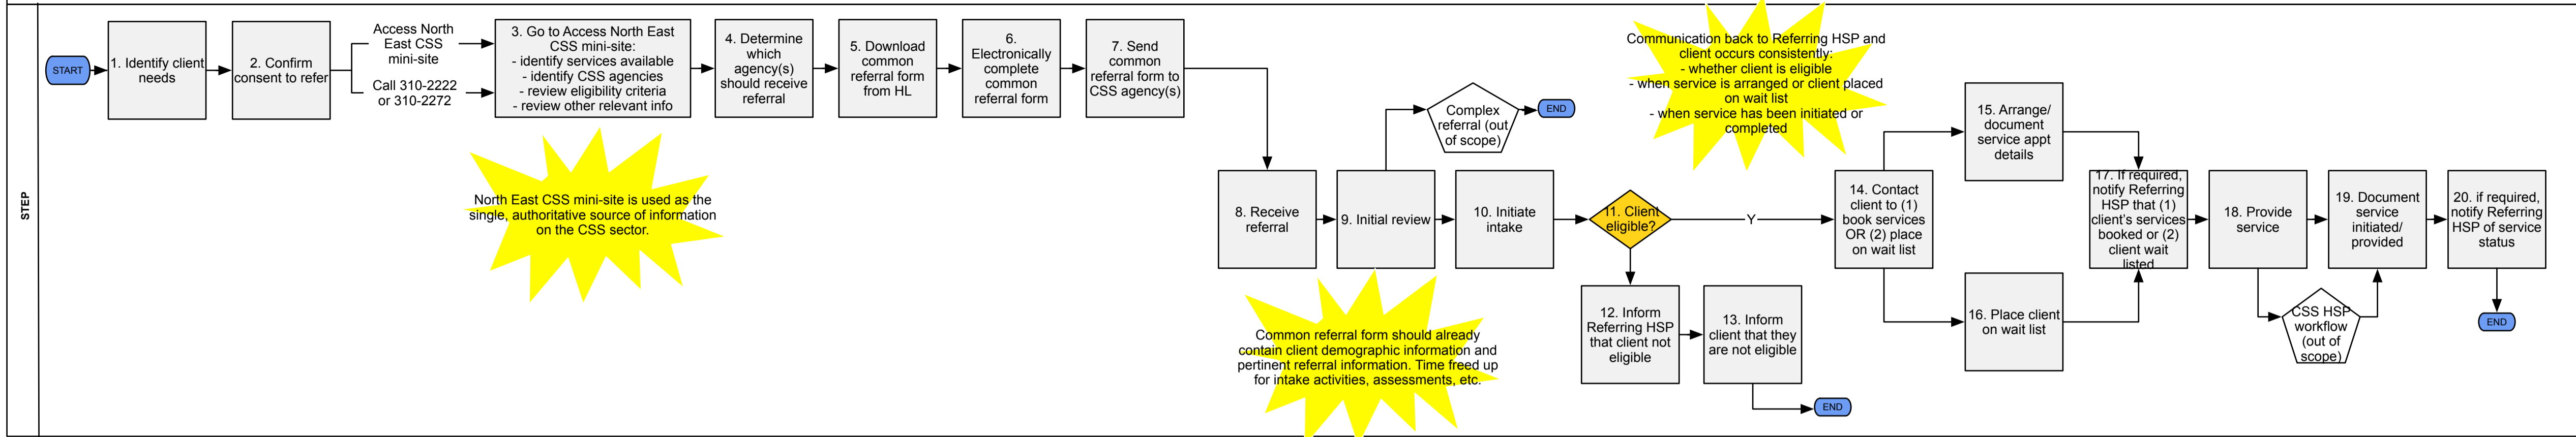 STEP
START
1. Identify client
needs
2. Confirm
consent to refer
Access North
East CSS
mini-site
Call 310-2222
or 310-2272
3. Go to Access North East
CSS mini-site:
- identify services available
- identify CSS agencies
- review eligibility criteria
- review other relevant info
4. Determine
which
agency(s)
should receive
referral
5. Download
common
referral form
from HL
6.
Electronically
complete
common
referral form
7. Send
common
referral form to
CSS agency(s)
North East CSS mini-site is used as the
single, authoritative source of information
on the CSS sector.
8. Receive
referral
9. Initial review
Complex
referral (out
of scope)
END
10. Initiate
intake
Common referral form should already
contain client demographic information and
pertinent referral information. Time freed up
for intake activities, assessments, etc.
11. Client
eligible?
Y
12. Inform
Referring HSP
that client not
eligible
13. Inform
client that they
are not eligible
END
Communication back to Referring HSP and
client occurs consistently:
- whether client is eligible
- when service is arranged or client placed
on wait list
- when service has been initiated or
completed
14. Contact
client to (1)
book services
OR (2) place
on wait list
15. Arrange/
document
service appt
details
16. Place client
on wait list
17. If required,
notify Referring
HSP that (1)
client's services
booked or (2)
client wait
listed
18. Provide
service
CSS HSP
workflow
(out of
scope)
19. Document
service
initiated/
provided
20. if required,
notify Referring
HSP of service
status
END